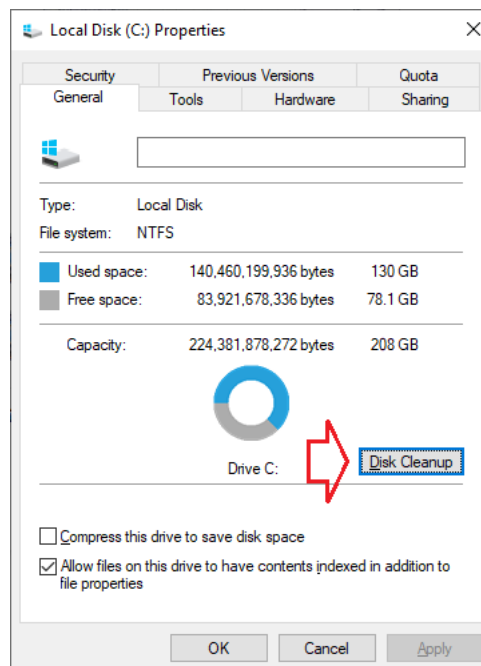 Local Disk (C:) Properties
Security Previous Versions Quota
General Tools Hardware Sharing
Type: Local Disk
File system: NTFS
Used space: 140,460,199,936 bytes 130 GB
Free space: 83,921,678,336 bytes 78.1 GB
Capacity: 224,381,878,272 bytes 208 GB
Drive C: Disk Cleanup
Compress this drive to save disk space
Allow files on this drive to have contents indexed in addition to
file properties
OK Cancel Apply